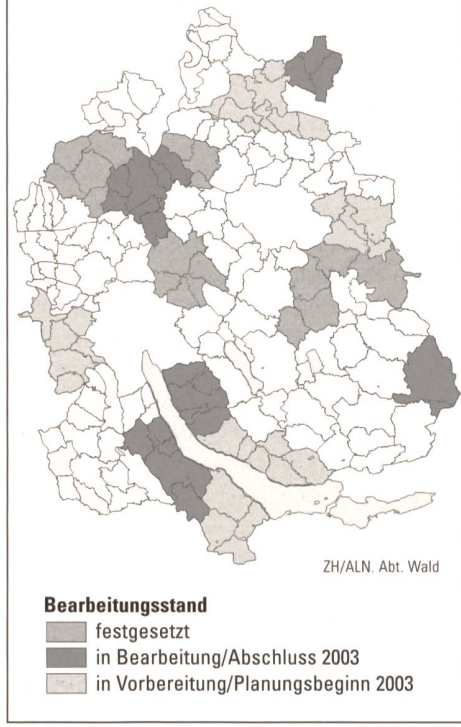 ZH/ALN. Abt. Wald
Bearbeitungsstand
festgesetzt
in Bearbeitung/Abschluss 2003
in Vorbereitung/Planungsbeginn 2003